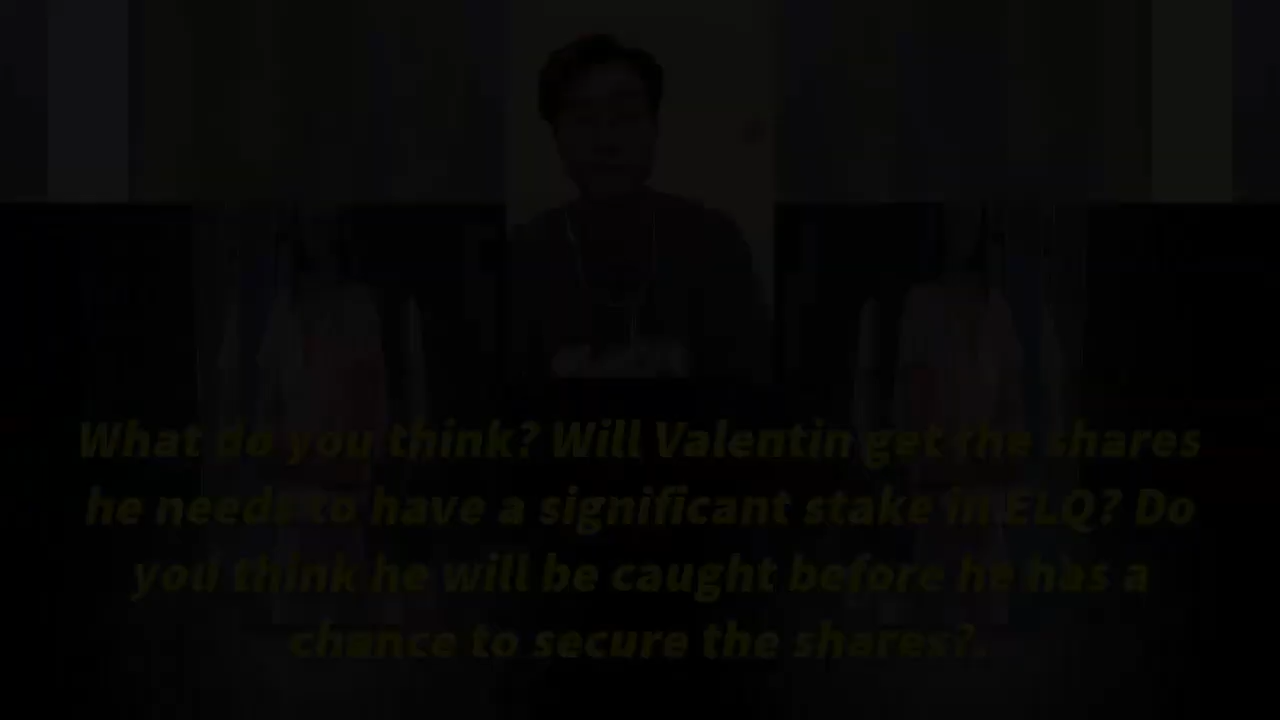 What do you think? Will Valentin get the shares
he needs to have a significant stake in ELQ? Do
you think he will be caught before he has a
chance to secure the shares?.